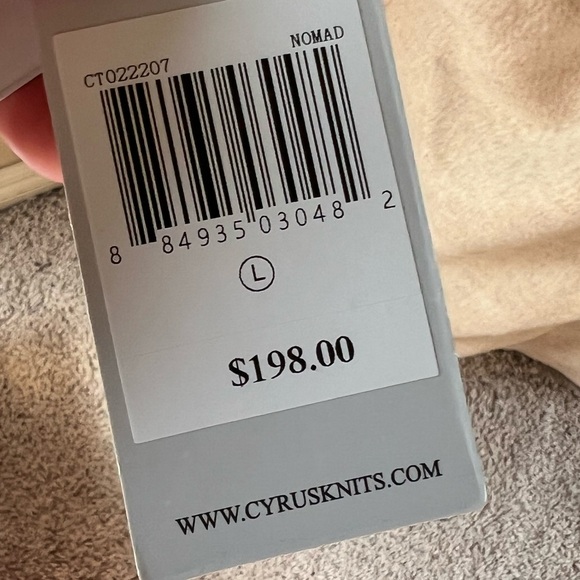 CT022207 NOMAD
8 84935 03048 2
L
$198.00
WWW.CYRUSKNITS.COM